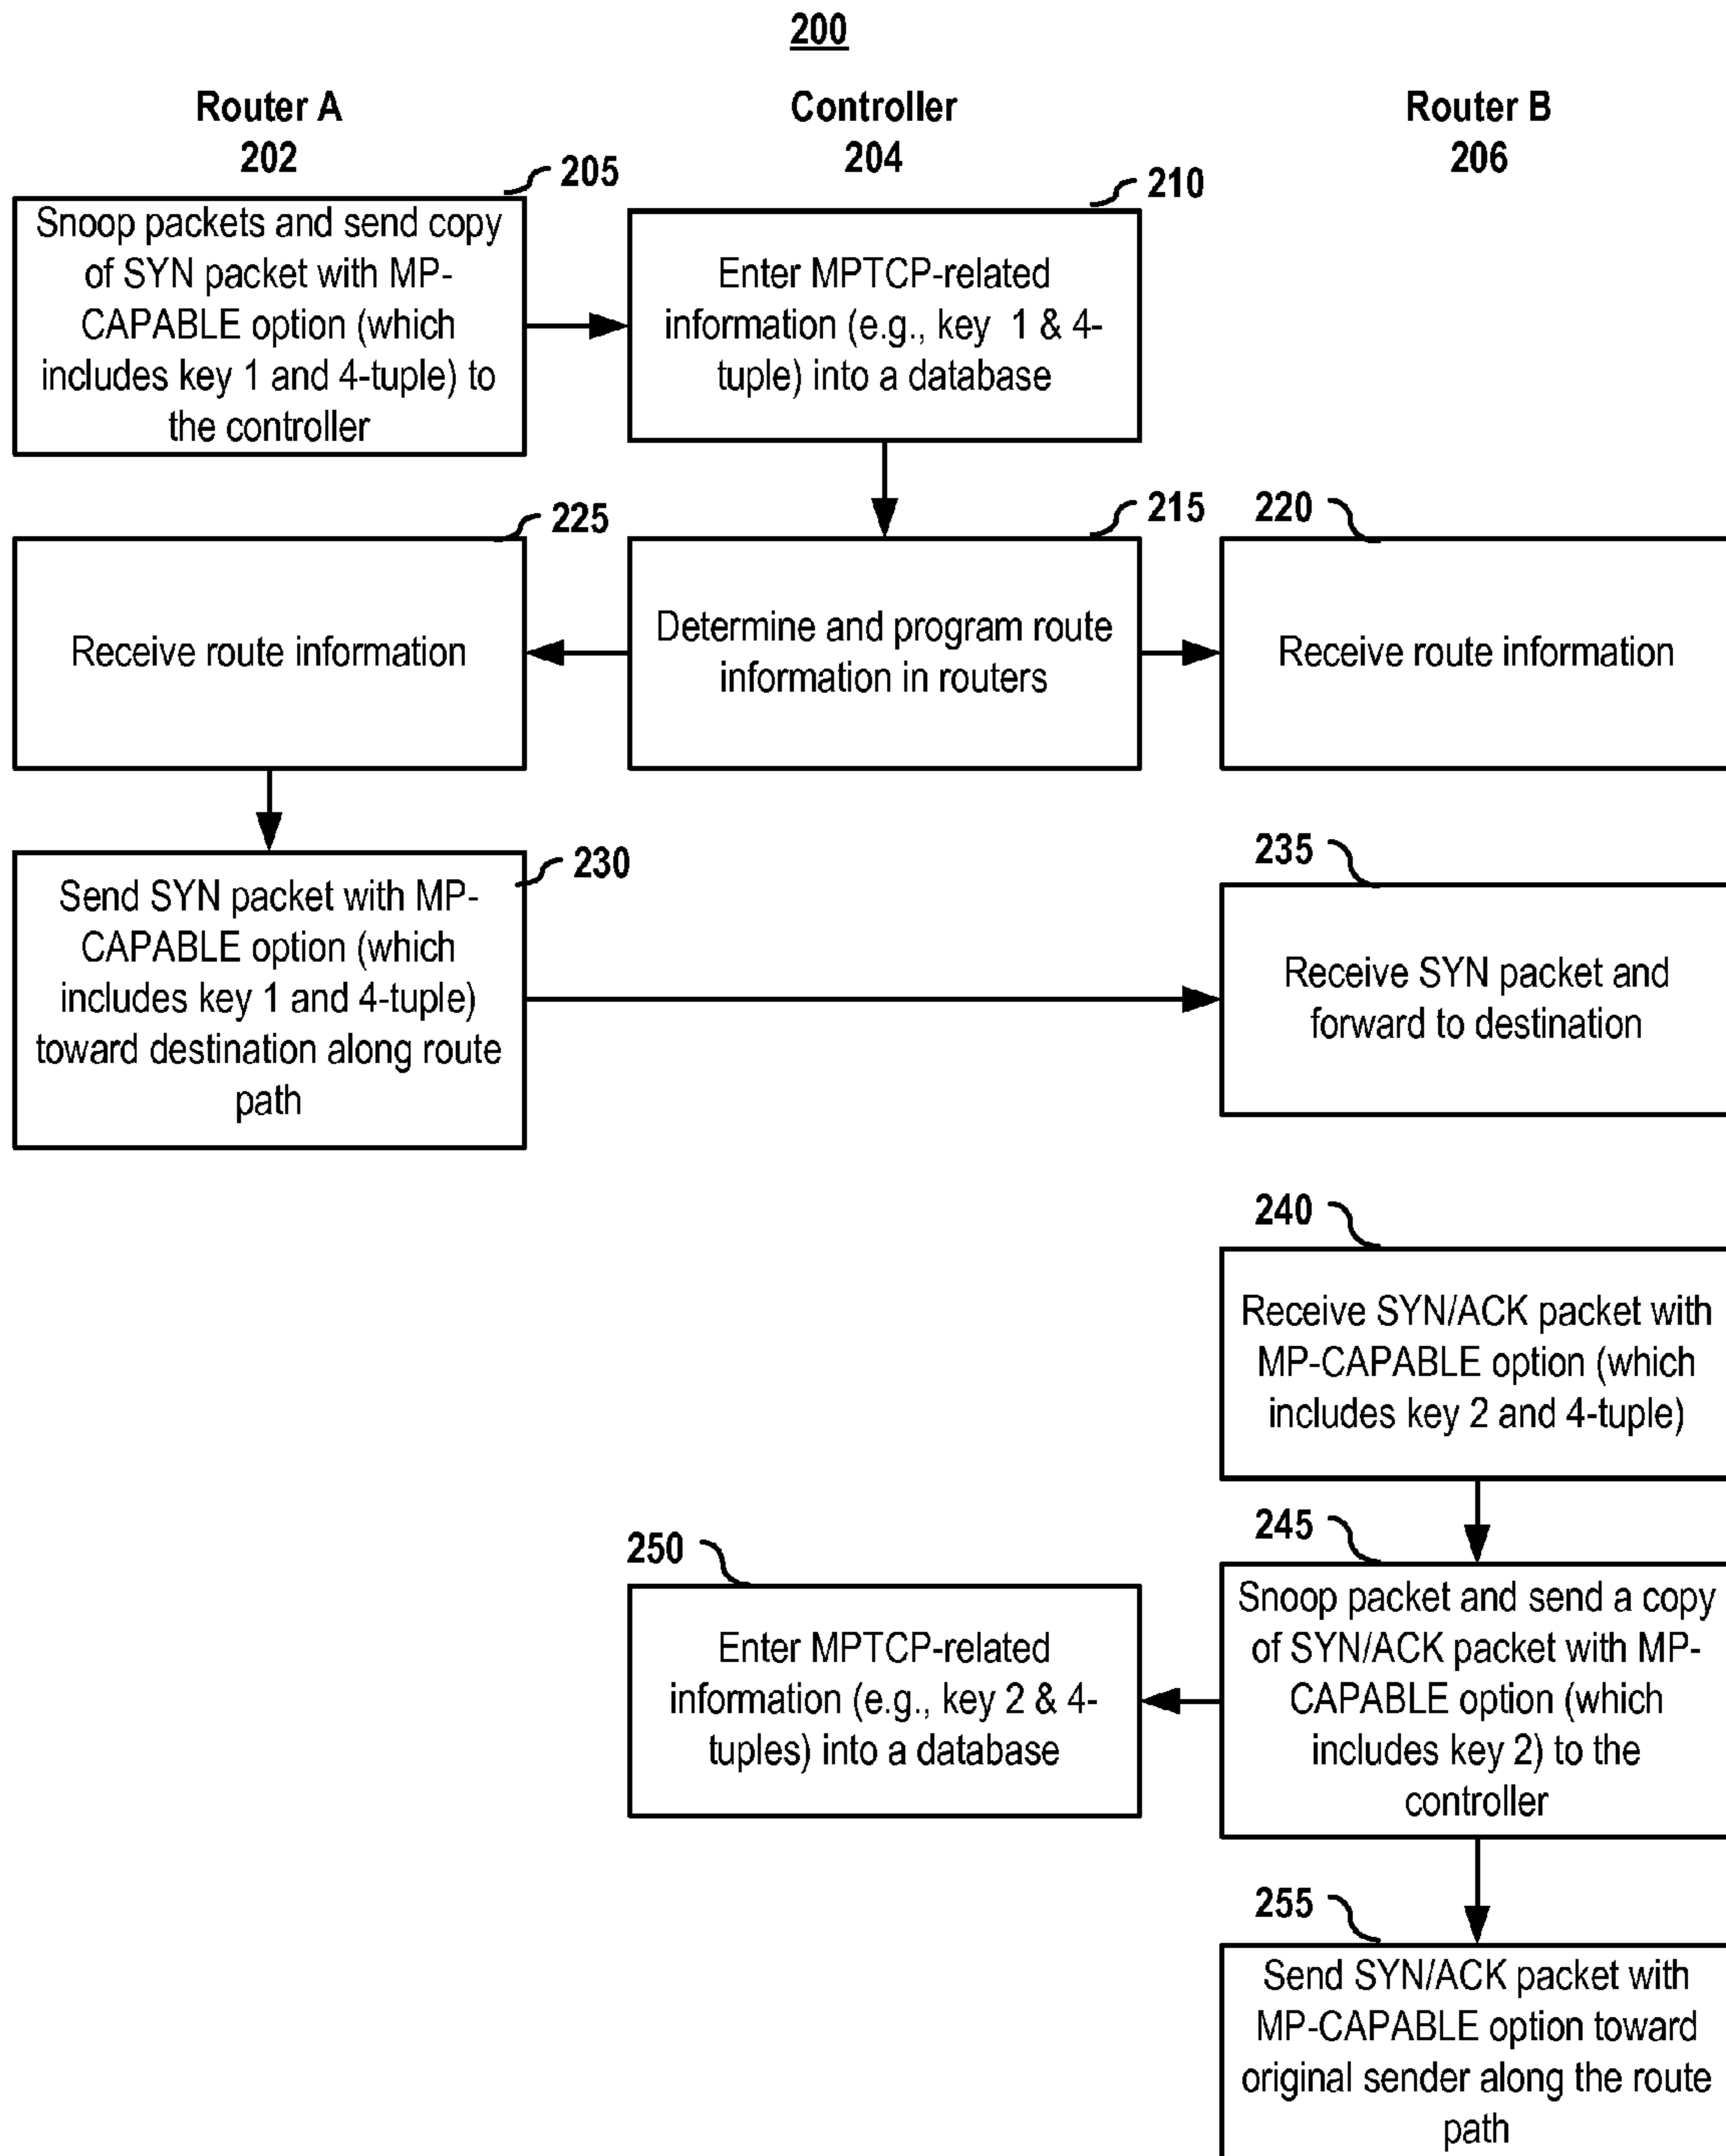 200
Router A
202
Controller
204
Router B
206
205
Snoop packets and send copy
of SYN packet with MP-
CAPABLE option (which
includes key 1 and 4-tuple) to
the controller
210
Enter MPTCP-related
information (e.g., key 1 & 4-
tuple) into a database
225
Receive route information
215
Determine and program route
information in routers
220
Receive route information
230
Send SYN packet with MP-
CAPABLE option (which
includes key 1 and 4-tuple)
toward destination along route
path
235
Receive SYN packet and
forward to destination
240
Receive SYN/ACK packet with
MP-CAPABLE option (which
includes key 2 and 4-tuple)
245
Snoop packet and send a copy
of SYN/ACK packet with MP-
CAPABLE option (which
includes key 2) to the
controller
250
Enter MPTCP-related
information (e.g., key 2 & 4-
tuples) into a database
255
Send SYN/ACK packet with
MP-CAPABLE option toward
original sender along the route
path